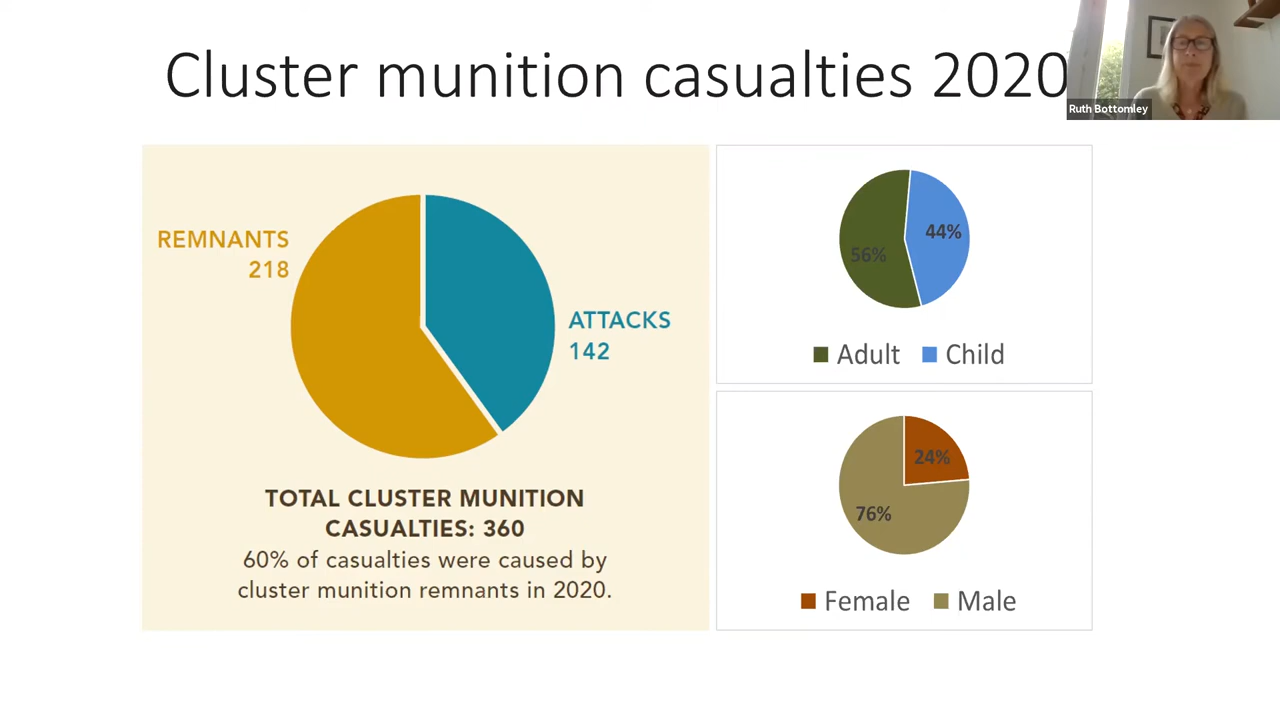 Cluster munition casualties 2020
Ruth Bottomley
REMNANTS
218
ATTACKS
142
TOTAL CLUSTER MUNITION
CASUALTIES: 360
60% of casualties were caused by
cluster munition remnants in 2020.
44%
56%
Adult Child
24%
76%
Female Male